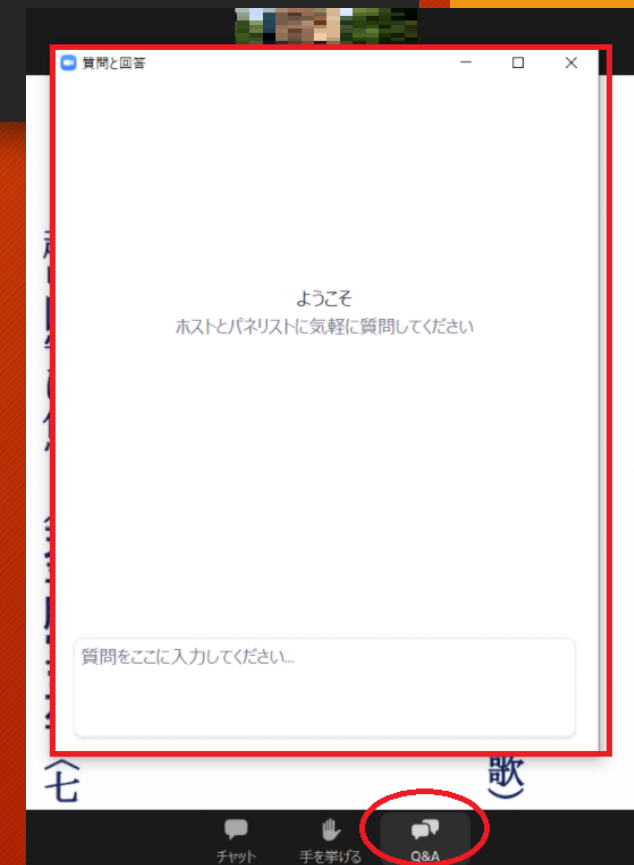 質問と回答
ようこそ
ホストとパネリストに気軽に質問してください
質問をここに入力してください...
〈七
歌）
チャット
手を挙げる
Q&A